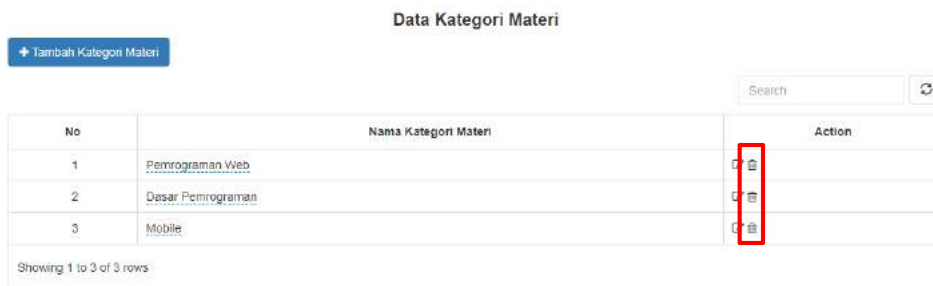 Data Kategori Materi
+ Tambah Kategori Materi
Search
No Nama Kategori Materi Action
1 Pemrograman Web
2 Dasar Pemrograman
3 Mobile
Showing 1 to 3 of 3 rows